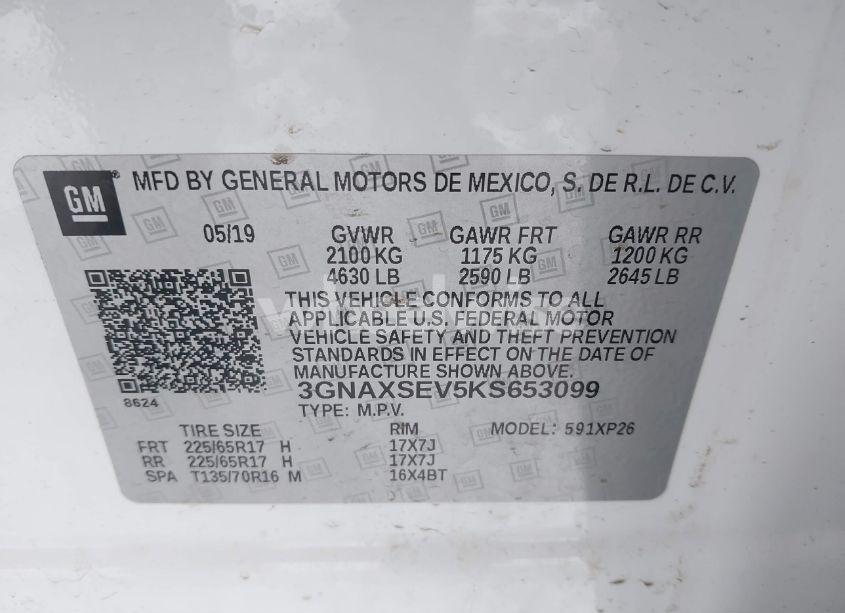 GM
MFD BY GENERAL MOTORS DE MEXICO, S. DE R.L. DE C.V.
05/19 GVWR GAWR FRT GAWR RR
2100 KG 1175 KG 1200 KG
4630 LB 2590 LB 2645 LB
THIS VEHICLE CONFORMS TO ALL
APPLICABLE U.S. FEDERAL MOTOR
VEHICLE SAFETY AND THEFT PREVENTION
STANDARDS IN EFFECT ON THE DATE OF
MANUFACTURE SHOWN ABOVE.
3GNAXSEV5KS653099
8624
TYPE: M.P.V.
TIRE SIZE RIM MODEL: 591XP26
FRT 225/65R17 H 17X7J
RR 225/65R17 H 17X7J
SPA T135/70R16 M 16X4BT